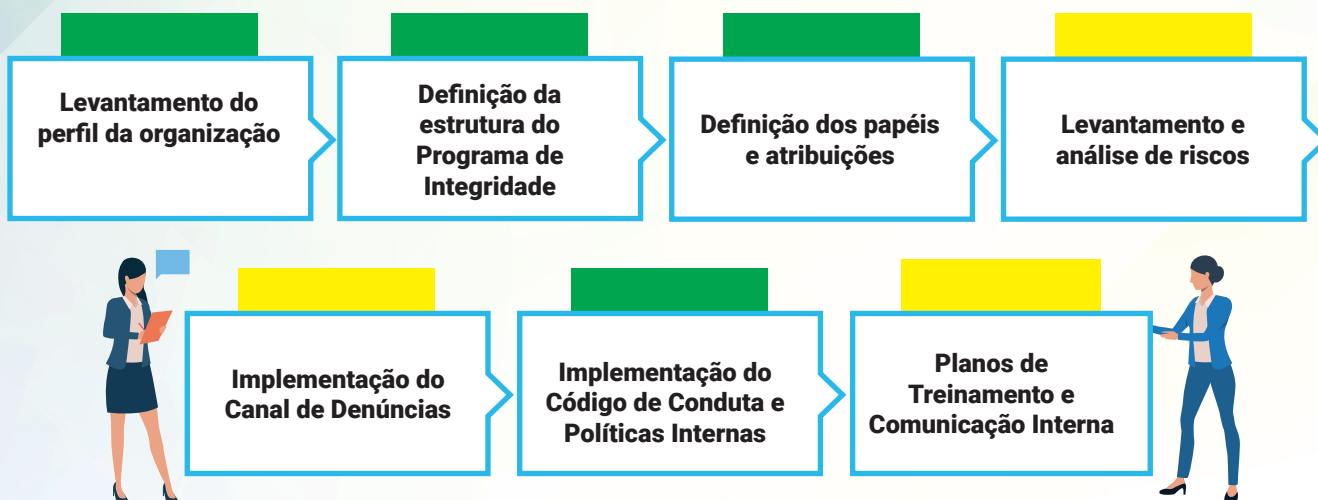 Levantamento do
perfil da organização
Definição da
estrutura do
Programa de
Integridade
Definição dos papéis
e atribuições
Levantamento e
análise de riscos
Implementação do
Canal de Denúncias
Implementação do
Código de Conduta e
Políticas Internas
Planos de
Treinamento e
Comunicação Interna